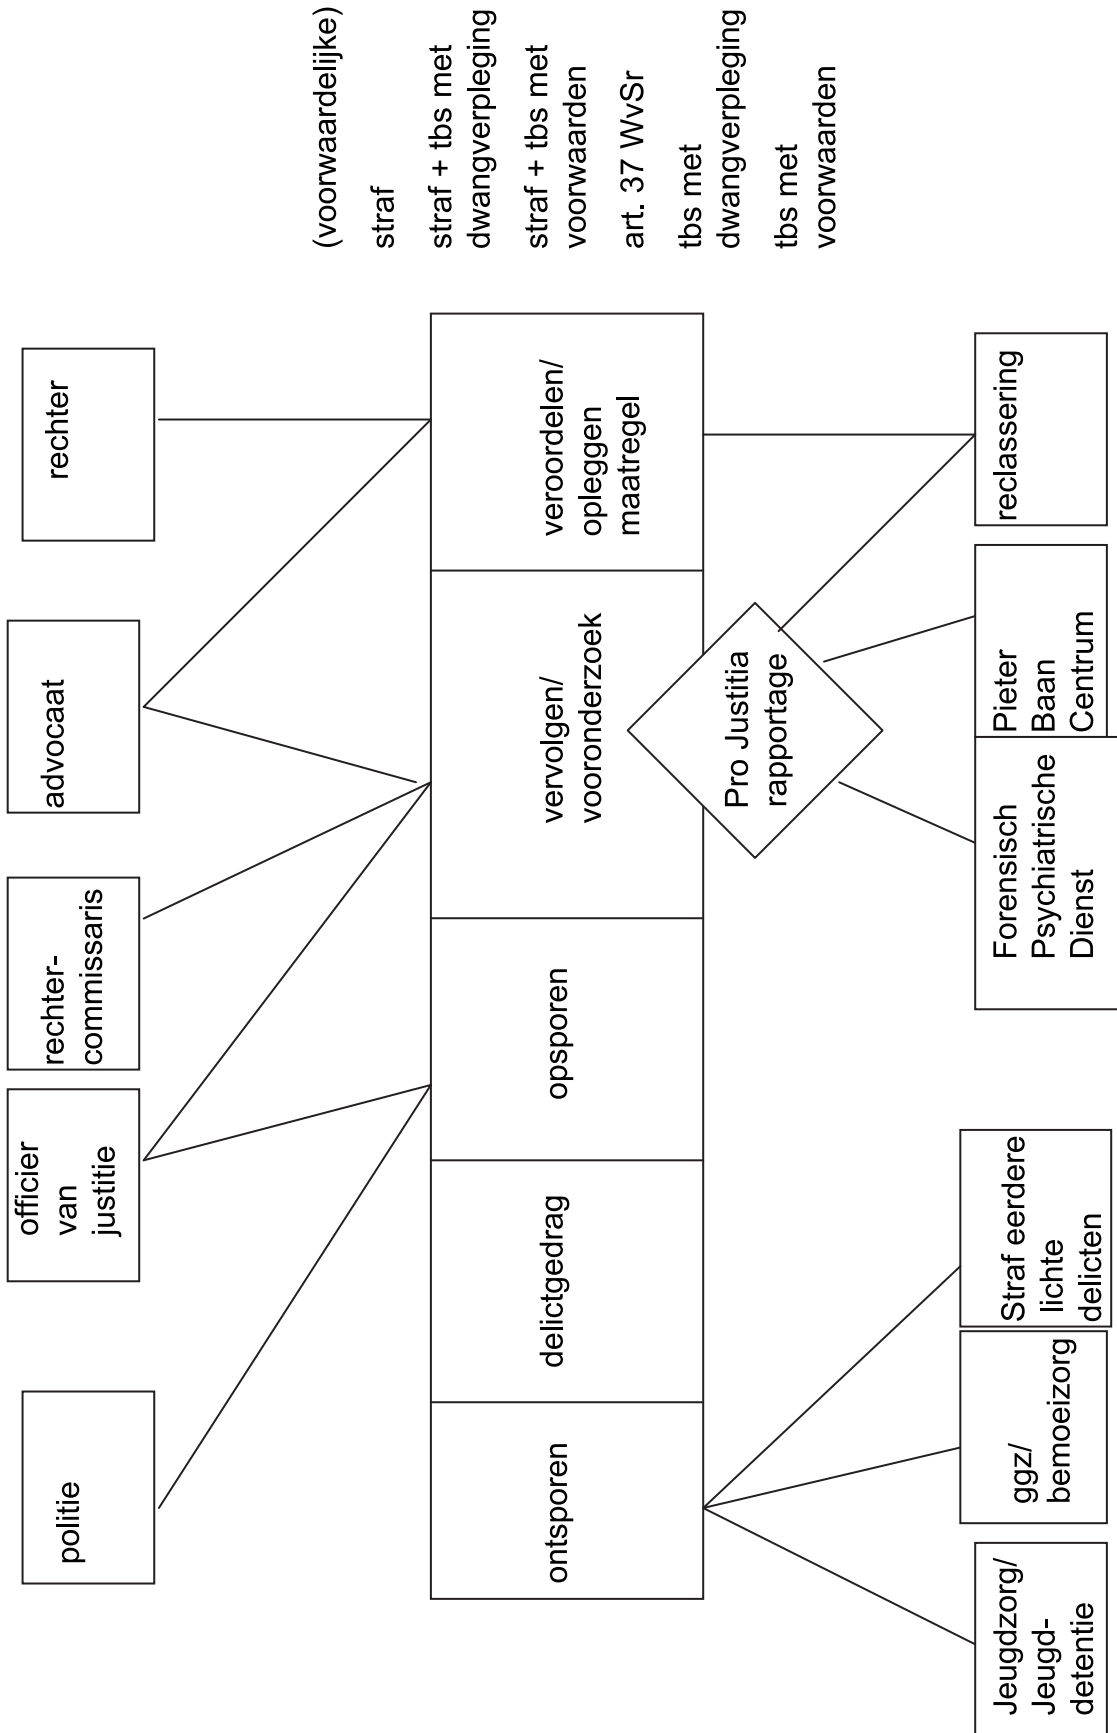 politie
officier
van
justitie
rechter-
commissaris
advocaat
rechter
ontsporen
delictgedrag
opsporen
vervolgen/
vooronderzoek
veroordelen/
opleggen
maatregel
(voorwaardelijke)
straf
straf + tbs met
dwangverpleging
straf + tbs met
voorwaarden
art. 37 WvSr
tbs met
dwangverpleging
tbs met
voorwaarden
Pro Justitia
rapportage
Jeugdzorg/
Jeugd-
detentie
ggz/
bemoeizorg
Straf eerdere
lichte
delicten
Forensisch
Psychiatrische
Dienst
Pieter
Baan
Centrum
reclassering